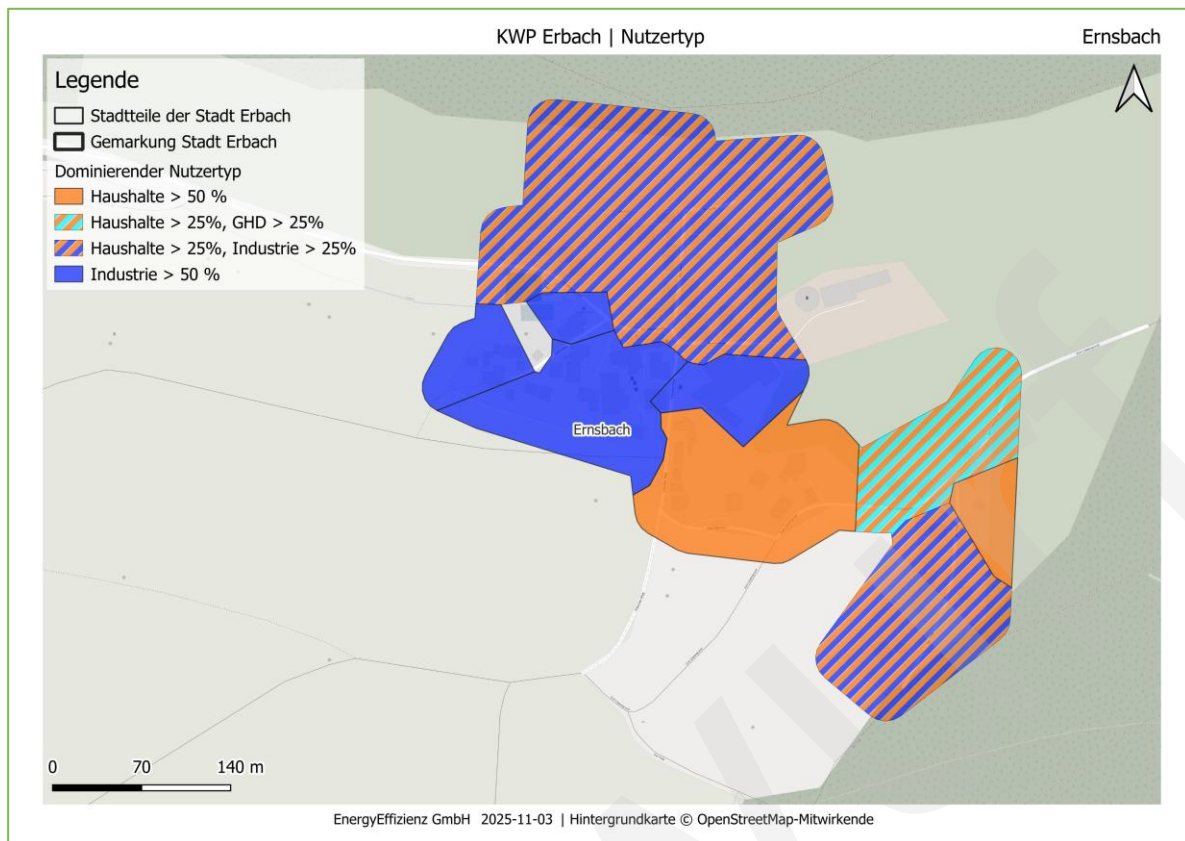 KWP Erbach | Nutzertyp
Ernsbach
Legende
Stadtteile der Stadt Erbach
Gemarkung Stadt Erbach
Dominierender Nutzertyp
Haushalte > 50 %
Haushalte > 25%, GHD > 25%
Haushalte > 25%, Industrie > 25%
Industrie > 50 %
Ernsbach
0 70 140 m
EnergyEffizienz GmbH 2025-11-03 | Hintergrundkarte © OpenStreetMap-Mitwirkende